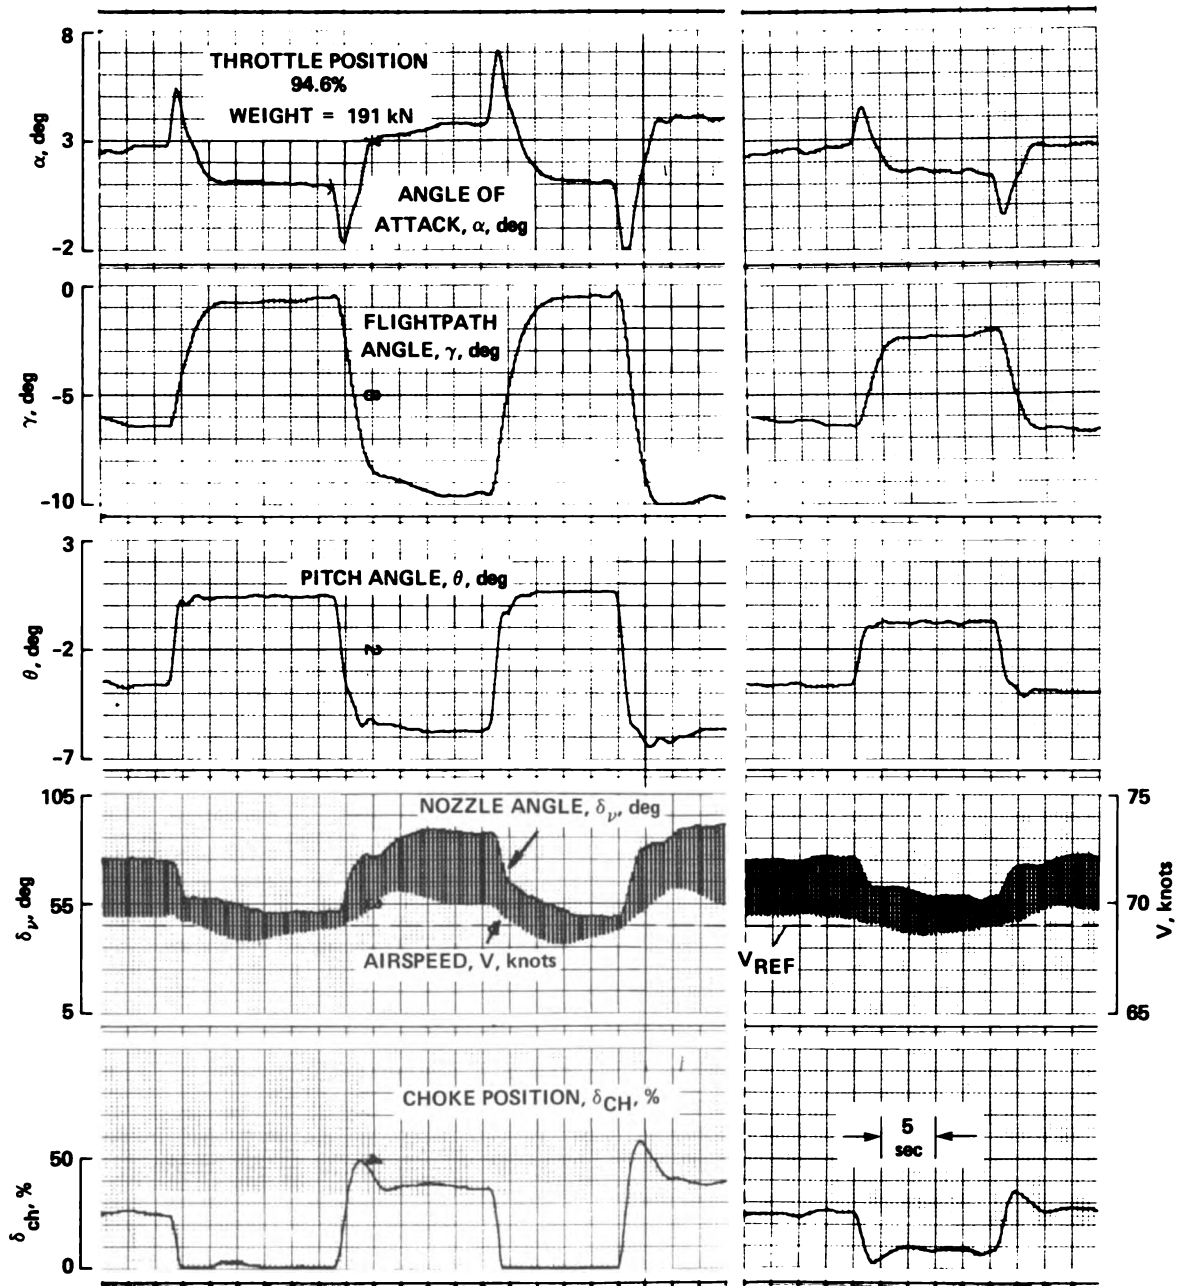 8
THROTTLE POSITION
94.6%
WEIGHT = 191 kN
α, deg
3
ANGLE OF
ATTACK, α, deg
-2
0
FLIGHTPATH
ANGLE, γ, deg
γ, deg
-5
-10
3
PITCH ANGLE, θ, deg
θ, deg
-2
-7
105
NOZZLE ANGLE, δν, deg
75
δν, deg
55
70
V, knots
AIRSPEED, V, knots
VREF
5
65
CHOKE POSITION, δCH, %
5
sec
50
δch, %
0